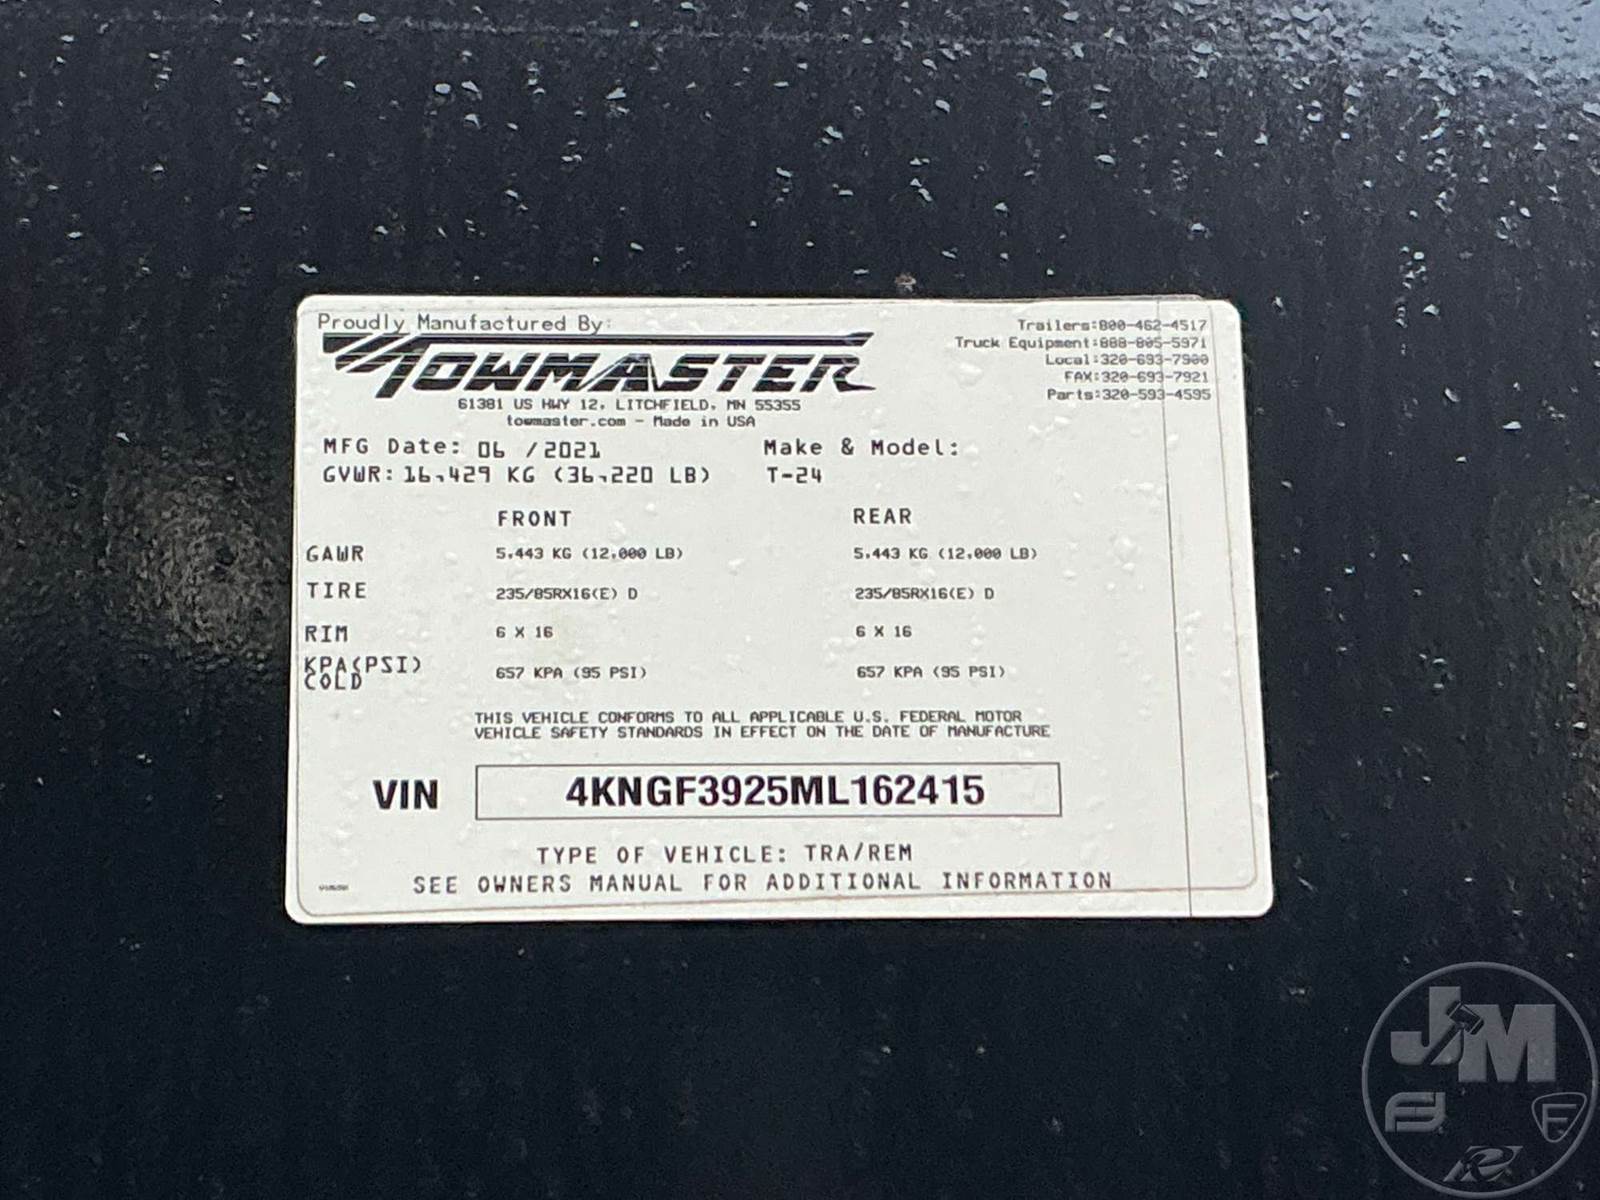 Proudly Manufactured By:
TOWMASTER
61381 US HWY 12, LITCHFIELD, MN 55355
towmaster.com - Made in USA
Trailers:800-462-4517
Truck Equipment:888-805-5971
Local:320-693-7900
FAX:320-693-7921
Parts:320-593-4595
MFG Date: 06 /2021
Make & Model:
GVWR: 16,429 KG (36,220 LB)
T-24
FRONT REAR
GAWR 5,443 KG (12,000 LB) 5,443 KG (12,000 LB)
TIRE 235/85RX16(E) D 235/85RX16(E) D
RIM 6 X 16 6 X 16
KPA(PSI)
COLD 657 KPA (95 PSI) 657 KPA (95 PSI)
THIS VEHICLE CONFORMS TO ALL APPLICABLE U.S. FEDERAL MOTOR
VEHICLE SAFETY STANDARDS IN EFFECT ON THE DATE OF MANUFACTURE
VIN 4KNGF3925ML162415
TYPE OF VEHICLE: TRA/REM
SEE OWNERS MANUAL FOR ADDITIONAL INFORMATION
JM